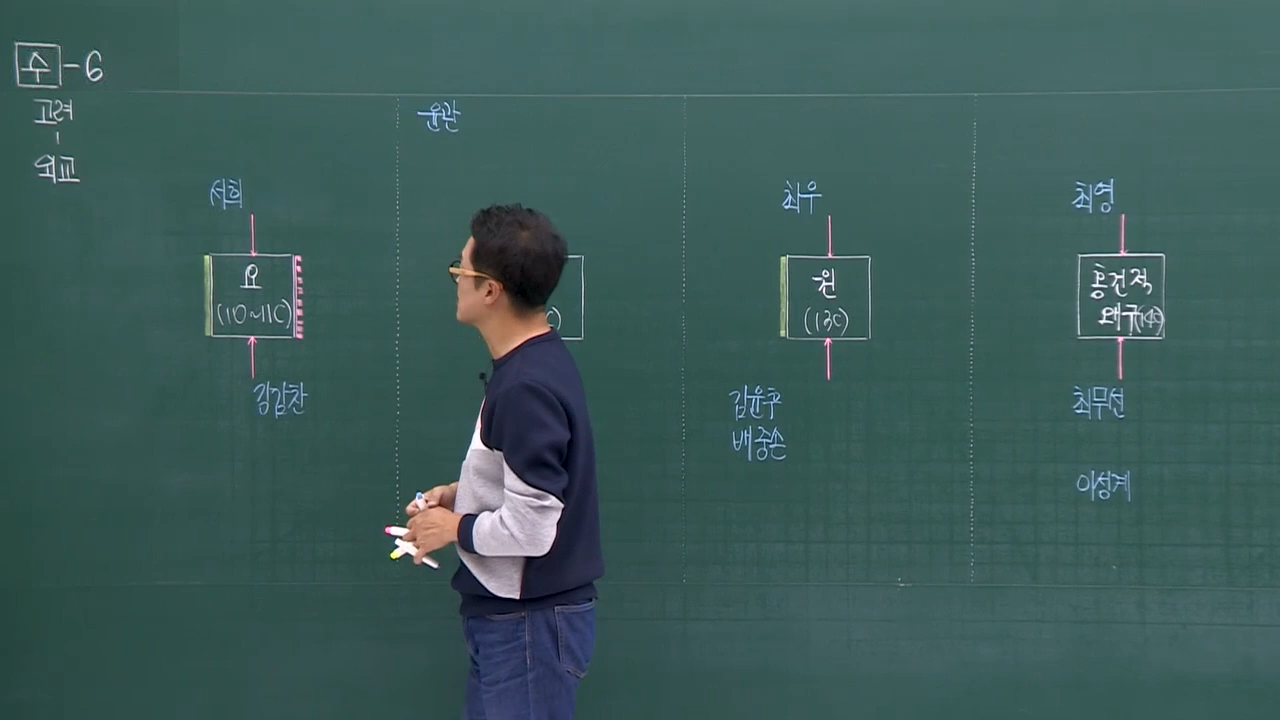 수-6
고려
ㅣ
외교
서희
요
(10~11C)
강감찬
윤관
C)
최우
원
(13C)
김윤후
배중손
최영
홍건적
왜구(14C)
최무선
이성계